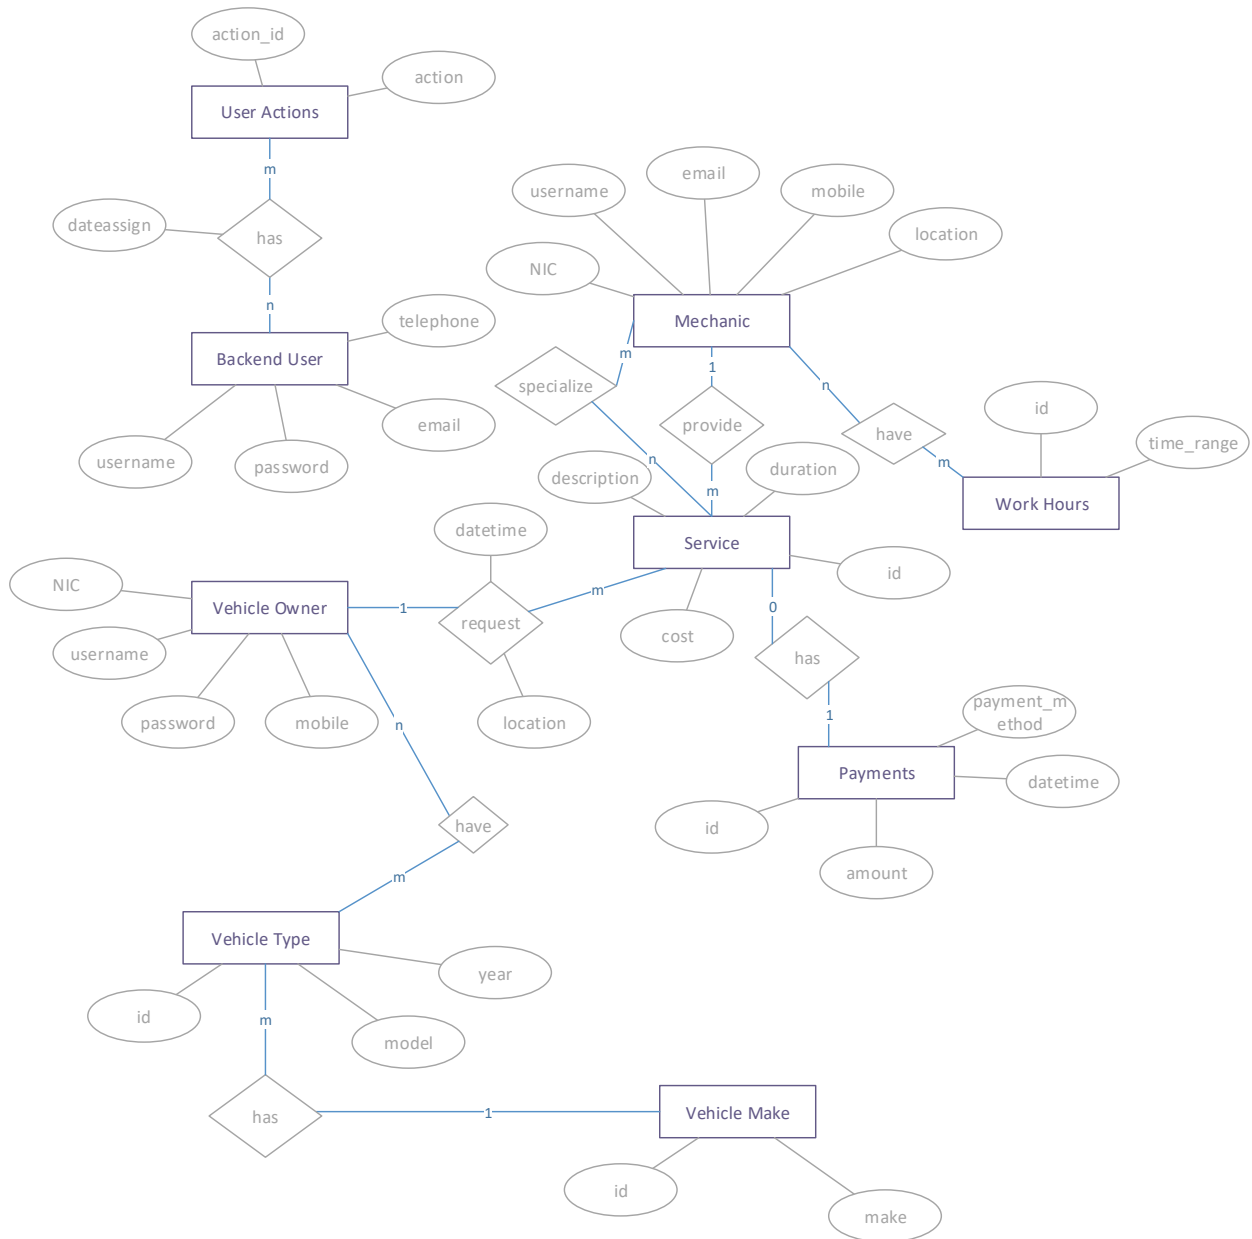 action_id
action
User Actions
m
dateassign
has
n
telephone
Backend User
email
username
password
username
email
mobile
location
NIC
Mechanic
m
1
n
specialize
provide
have
id
time_range
n
m
m
description
duration
Work Hours
datetime
Service
id
NIC
Vehicle Owner
1
request
m
0
username
cost
has
password
mobile
location
n
1
payment_m
ethod
Payments
datetime
id
amount
have
m
Vehicle Type
year
id
m
model
has
1
Vehicle Make
id
make